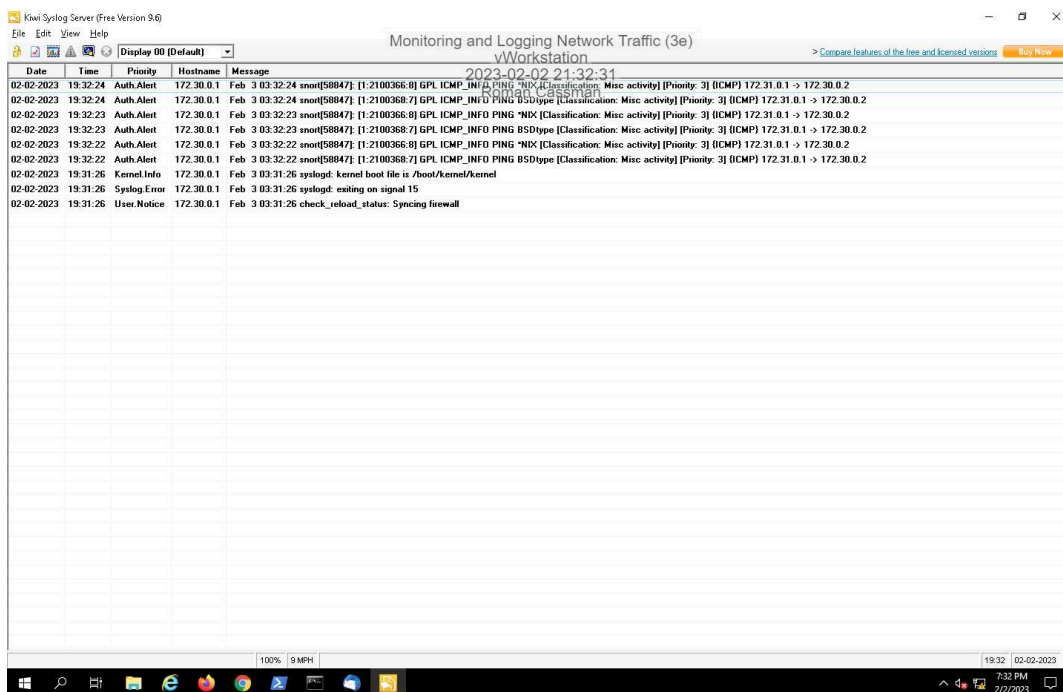 Kiwi Syslog Server (Free Version 9.6)
File Edit View Help
Display 00 (Default)
Monitoring and Logging Network Traffic (3e)
vWorkstation
2023-02-02 21:32:31
Roman Cassman
> Compare features of the free and licensed versions Buy Now
Date Time Priority Hostname Message
02-02-2023 19:32:24 Auth.Alert 172.30.0.1 Feb 3 03:32:24 snort[58847]: [1:2100366:8] GPL ICMP_INFO PING *NIX [Classification: Misc activity] [Priority: 3] {ICMP} 172.31.0.1 -> 172.30.0.2
02-02-2023 19:32:24 Auth.Alert 172.30.0.1 Feb 3 03:32:24 snort[58847]: [1:2100368:7] GPL ICMP_INFO PING BSDtype [Classification: Misc activity] [Priority: 3] {ICMP} 172.31.0.1 -> 172.30.0.2
02-02-2023 19:32:23 Auth.Alert 172.30.0.1 Feb 3 03:32:23 snort[58847]: [1:2100366:8] GPL ICMP_INFO PING *NIX [Classification: Misc activity] [Priority: 3] {ICMP} 172.31.0.1 -> 172.30.0.2
02-02-2023 19:32:23 Auth.Alert 172.30.0.1 Feb 3 03:32:23 snort[58847]: [1:2100368:7] GPL ICMP_INFO PING BSDtype [Classification: Misc activity] [Priority: 3] {ICMP} 172.31.0.1 -> 172.30.0.2
02-02-2023 19:32:22 Auth.Alert 172.30.0.1 Feb 3 03:32:22 snort[58847]: [1:2100366:8] GPL ICMP_INFO PING *NIX [Classification: Misc activity] [Priority: 3] {ICMP} 172.31.0.1 -> 172.30.0.2
02-02-2023 19:32:22 Auth.Alert 172.30.0.1 Feb 3 03:32:22 snort[58847]: [1:2100368:7] GPL ICMP_INFO PING BSDtype [Classification: Misc activity] [Priority: 3] {ICMP} 172.31.0.1 -> 172.30.0.2
02-02-2023 19:31:26 Kernel.Info 172.30.0.1 Feb 3 03:31:26 syslogd: kernel boot file is /boot/kernel/kernel
02-02-2023 19:31:26 Syslog.Error 172.30.0.1 Feb 3 03:31:26 syslogd: exiting on signal 15
02-02-2023 19:31:26 User.Notice 172.30.0.1 Feb 3 03:31:26 check_reload_status: Syncing firewall
100% 9 MPH 19:32 02-02-2023
7:32 PM
2/2/2023